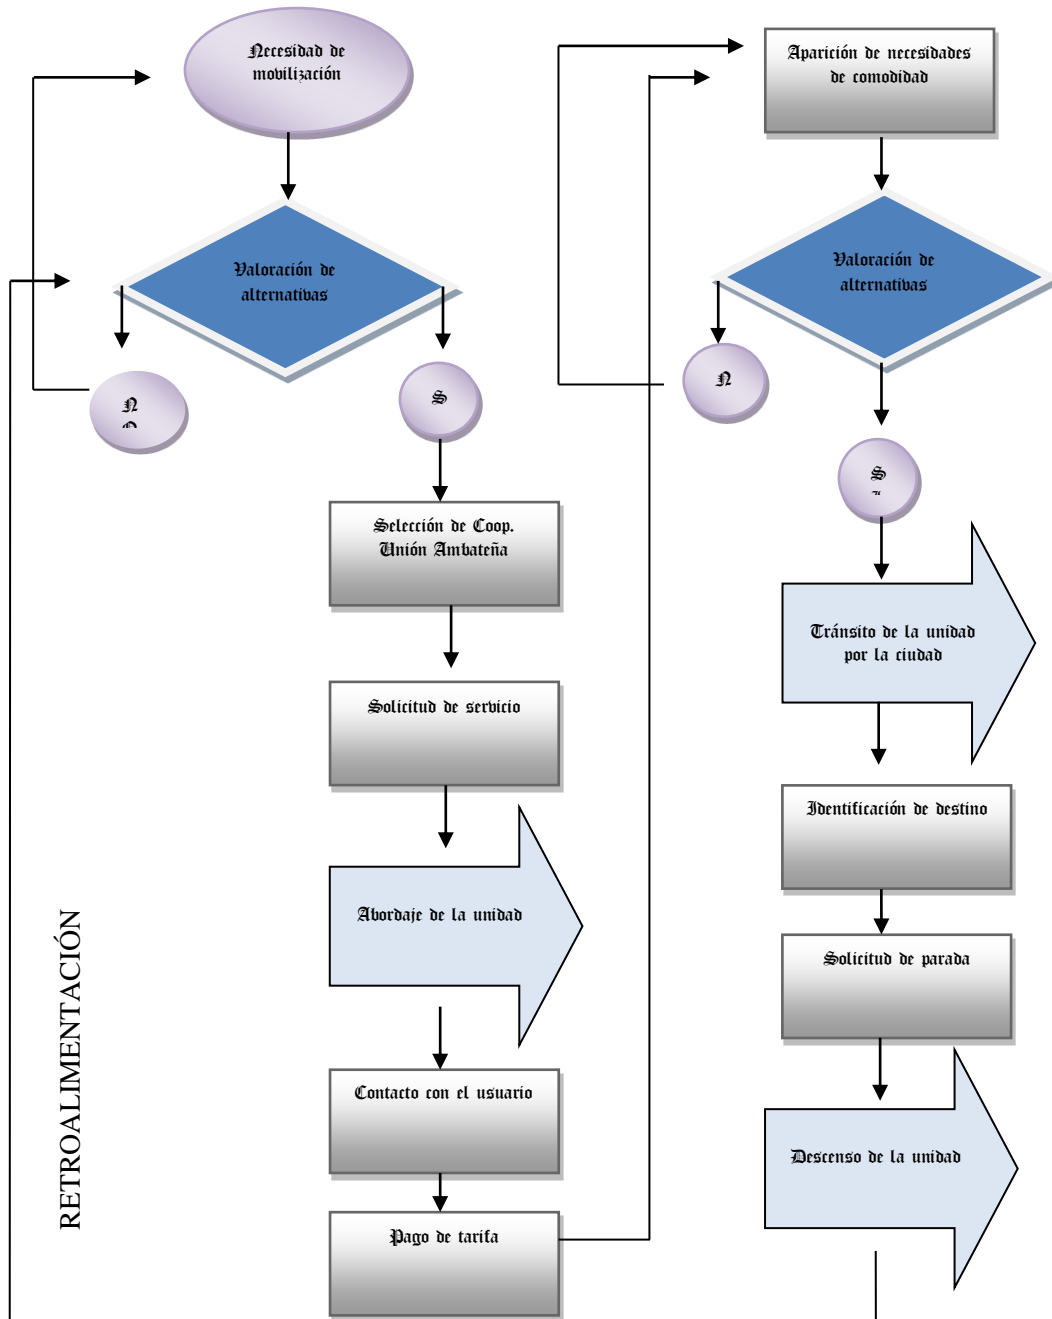 Necesidad de
movilización
Valoración de
alternativas
N
O
S
Selección de Coop.
Unión Ambateña
Solicitud de servicio
Abordaje de la unidad
Contacto con el usuario
Pago de tarifa
RETROALIMENTACIÓN
Aparición de necesidades
de comodidad
Valoración de
alternativas
N
S
Tránsito de la unidad
por la ciudad
Identificación de destino
Solicitud de parada
Descenso de la unidad